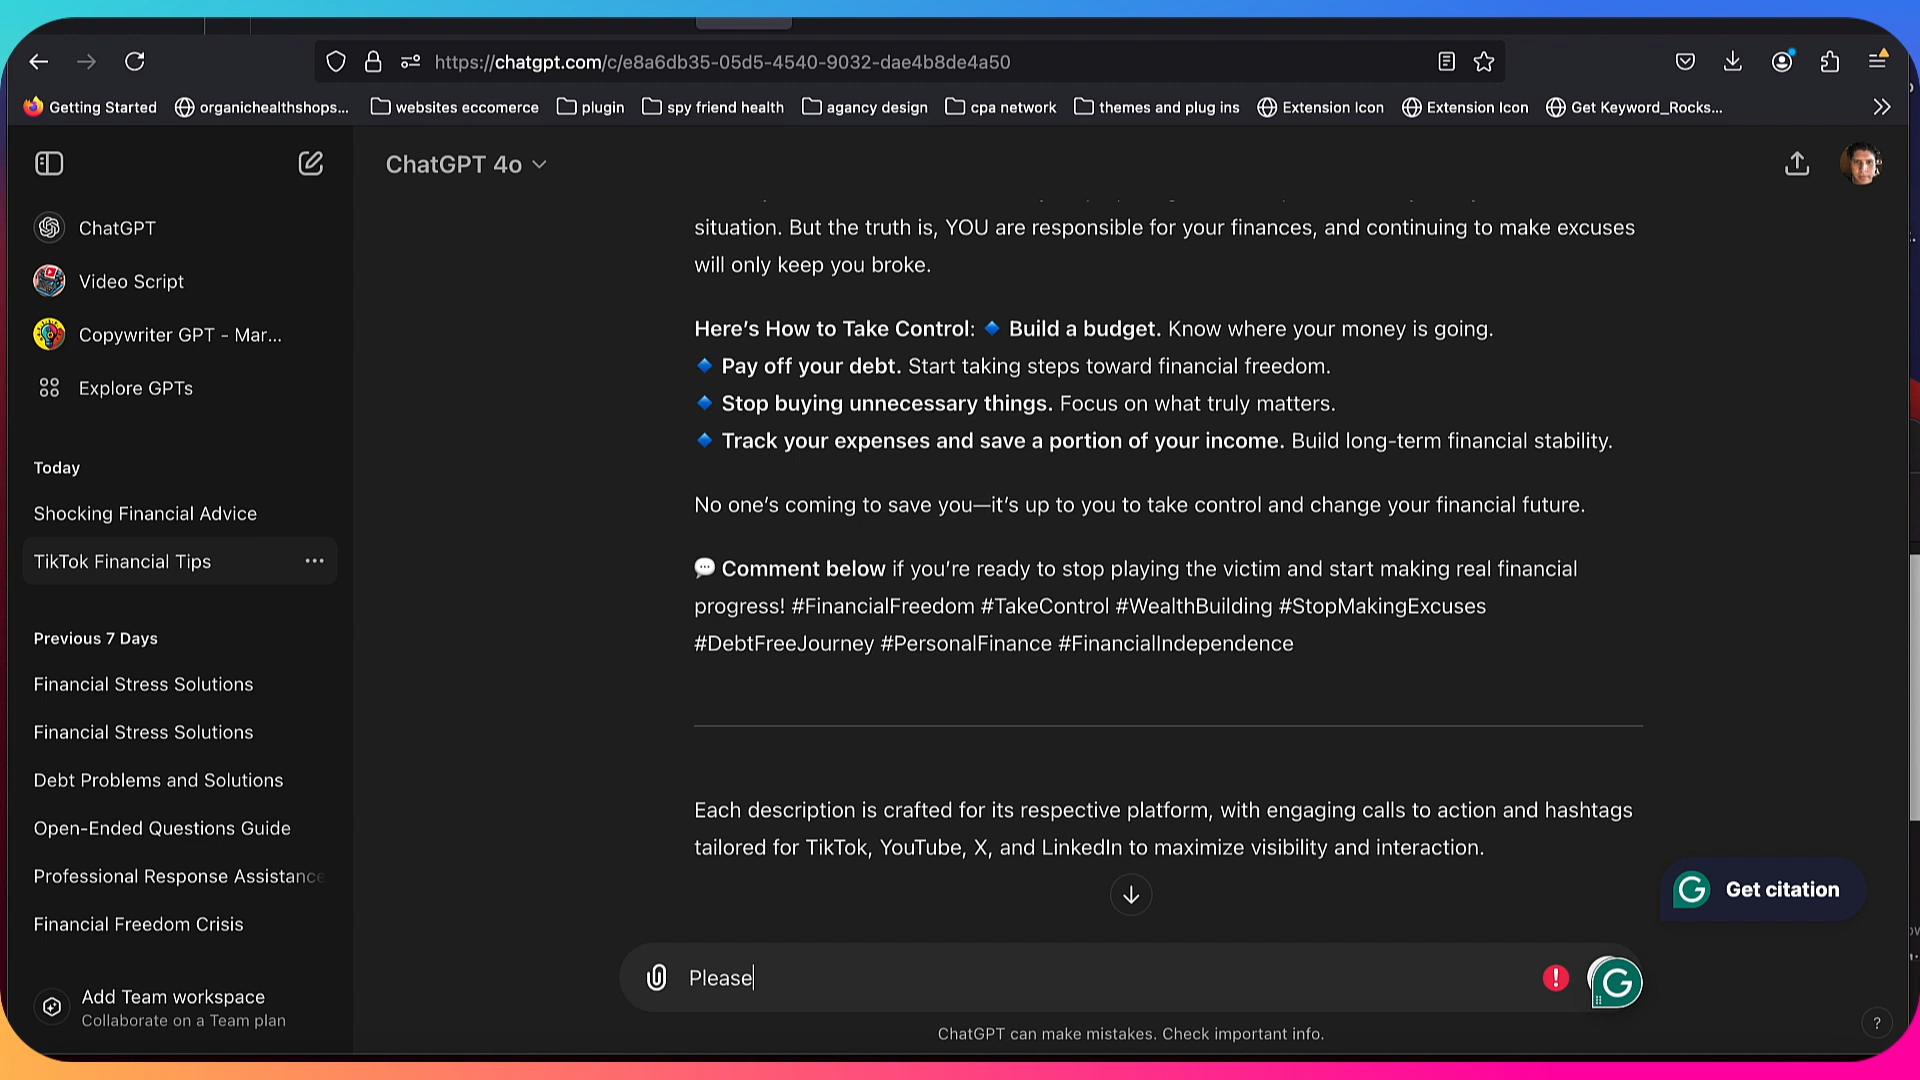 https://chatgpt.com/c/e8a6db35-05d5-4540-9032-dae4b8de4a50
Getting Started
organichealthshops...
websites eccomerce
plugin
spy friend health
agancy design
cpa network
themes and plug ins
Extension Icon
Extension Icon
Get Keyword_Rocks...
ChatGPT 4o
ChatGPT
Video Script
Copywriter GPT - Mar...
Explore GPTs
Today
Shocking Financial Advice
TikTok Financial Tips
Previous 7 Days
Financial Stress Solutions
Financial Stress Solutions
Debt Problems and Solutions
Open-Ended Questions Guide
Professional Response Assistance
Financial Freedom Crisis
Add Team workspace
Collaborate on a Team plan
situation. But the truth is, YOU are responsible for your finances, and continuing to make excuses
will only keep you broke.
Here's How to Take Control: 🔹 Build a budget. Know where your money is going.
🔹 Pay off your debt. Start taking steps toward financial freedom.
🔹 Stop buying unnecessary things. Focus on what truly matters.
🔹 Track your expenses and save a portion of your income. Build long-term financial stability.
No one's coming to save you—it's up to you to take control and change your financial future.
💬 Comment below if you're ready to stop playing the victim and start making real financial
progress! #FinancialFreedom #TakeControl #WealthBuilding #StopMakingExcuses
#DebtFreeJourney #PersonalFinance #FinancialIndependence
Each description is crafted for its respective platform, with engaging calls to action and hashtags
tailored for TikTok, YouTube, X, and LinkedIn to maximize visibility and interaction.
Get citation
Please
ChatGPT can make mistakes. Check important info.
?